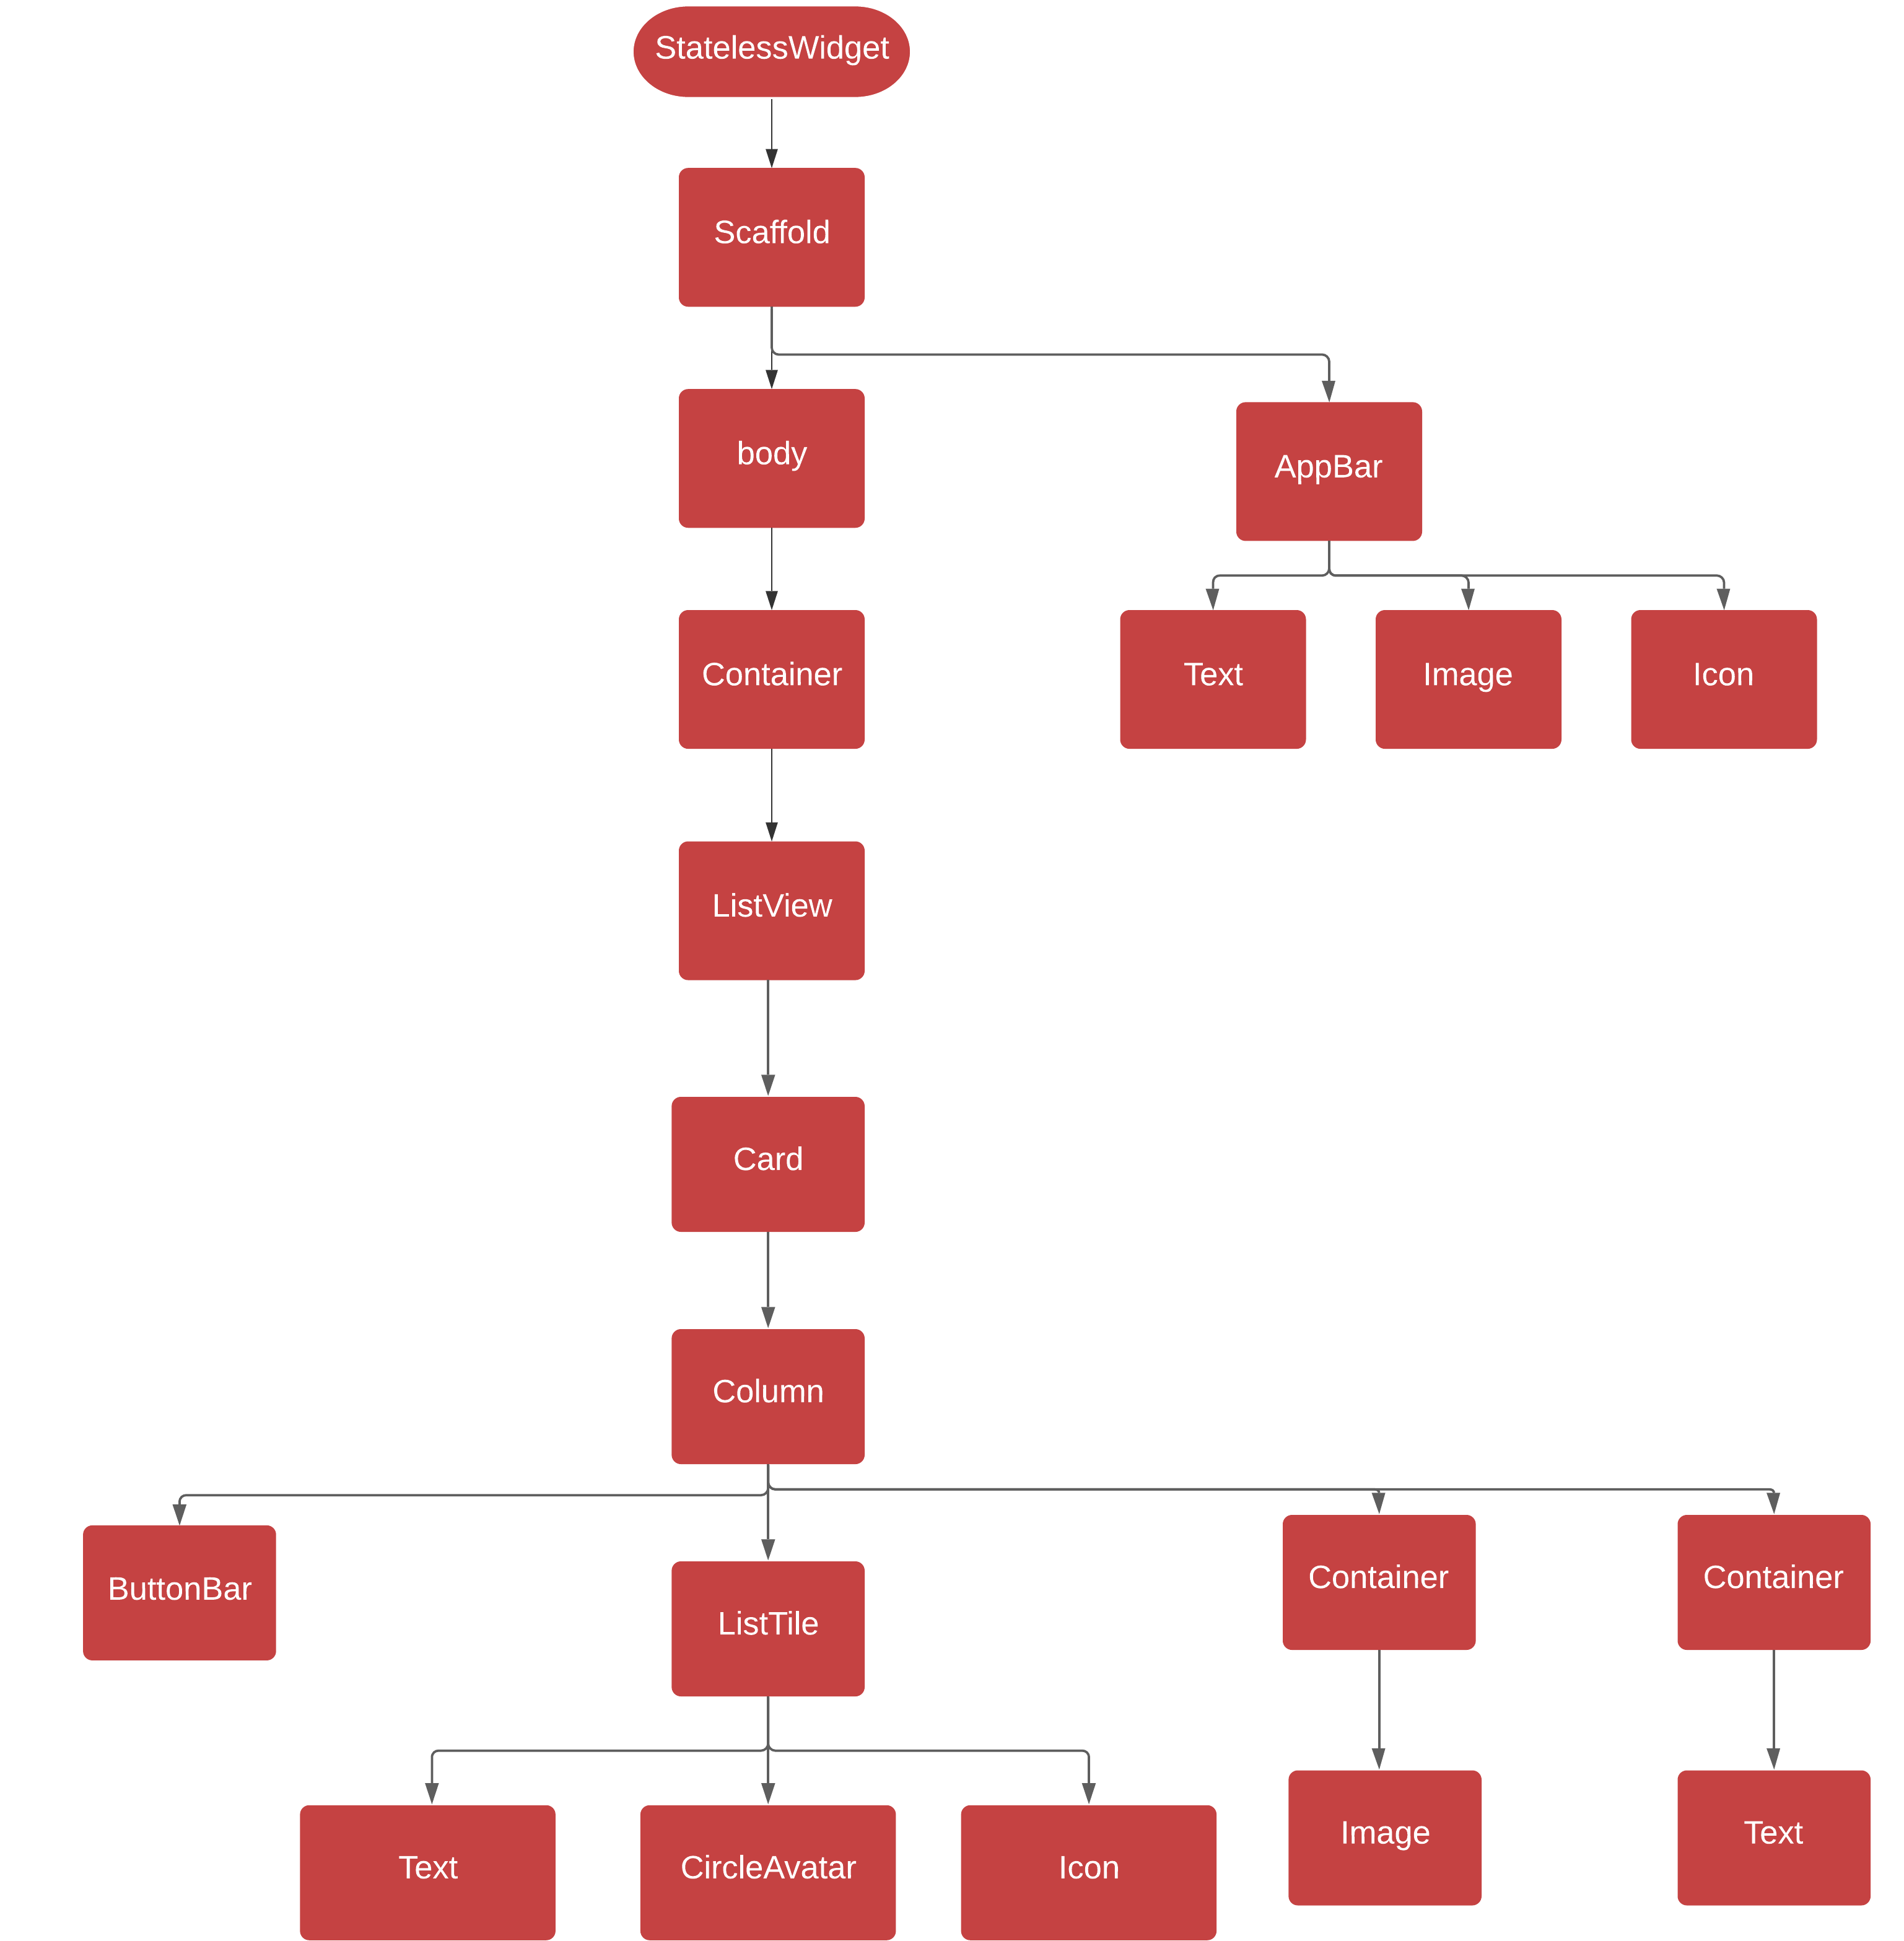 StatelessWidget
Scaffold
body
AppBar
Container
Text
Image
Icon
ListView
Card
Column
ButtonBar
ListTile
Container
Container
Text
CircleAvatar
Icon
Image
Text